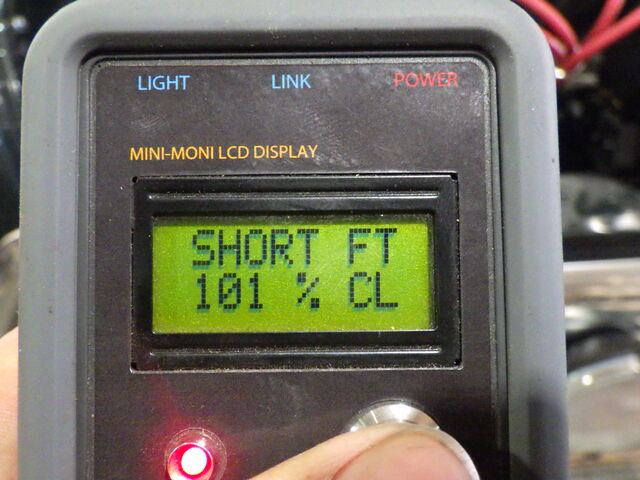 LIGHT LINK POWER
MINI-MONI LCD DISPLAY
SHORT FT
101 % CL